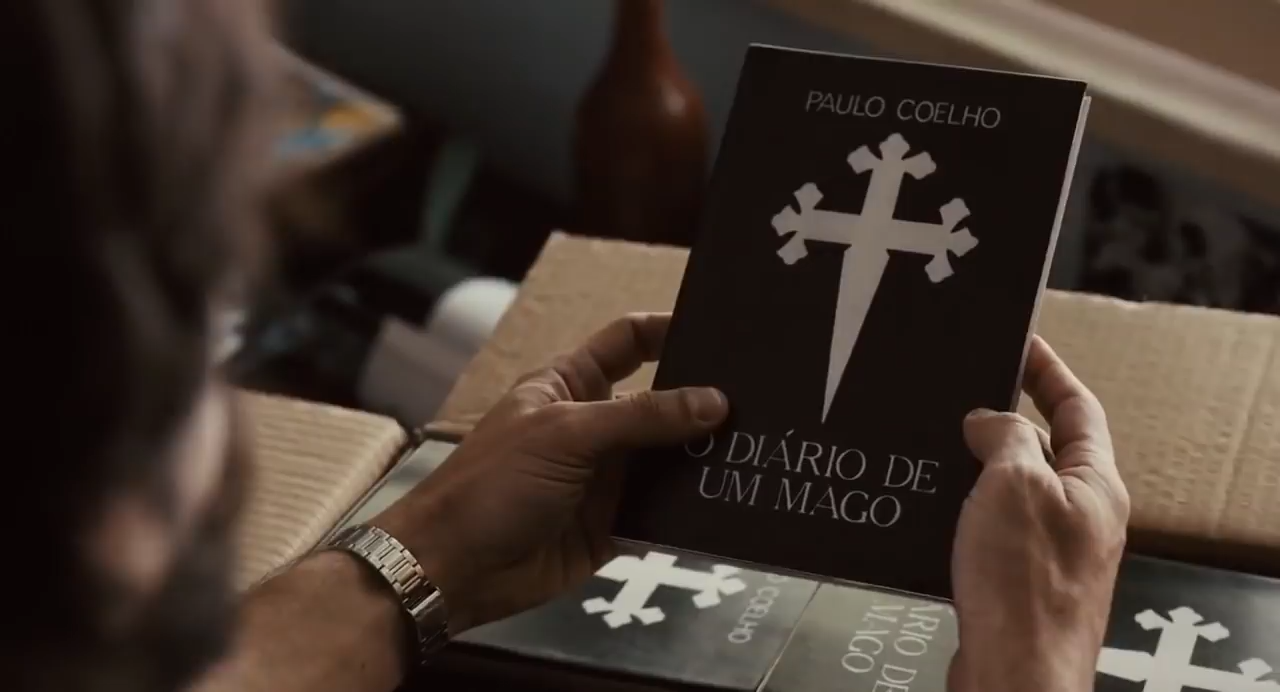 PAULO COELHO
O DIÁRIO DE
UM MAGO
COELHO
ÁRIO DE
MAGO